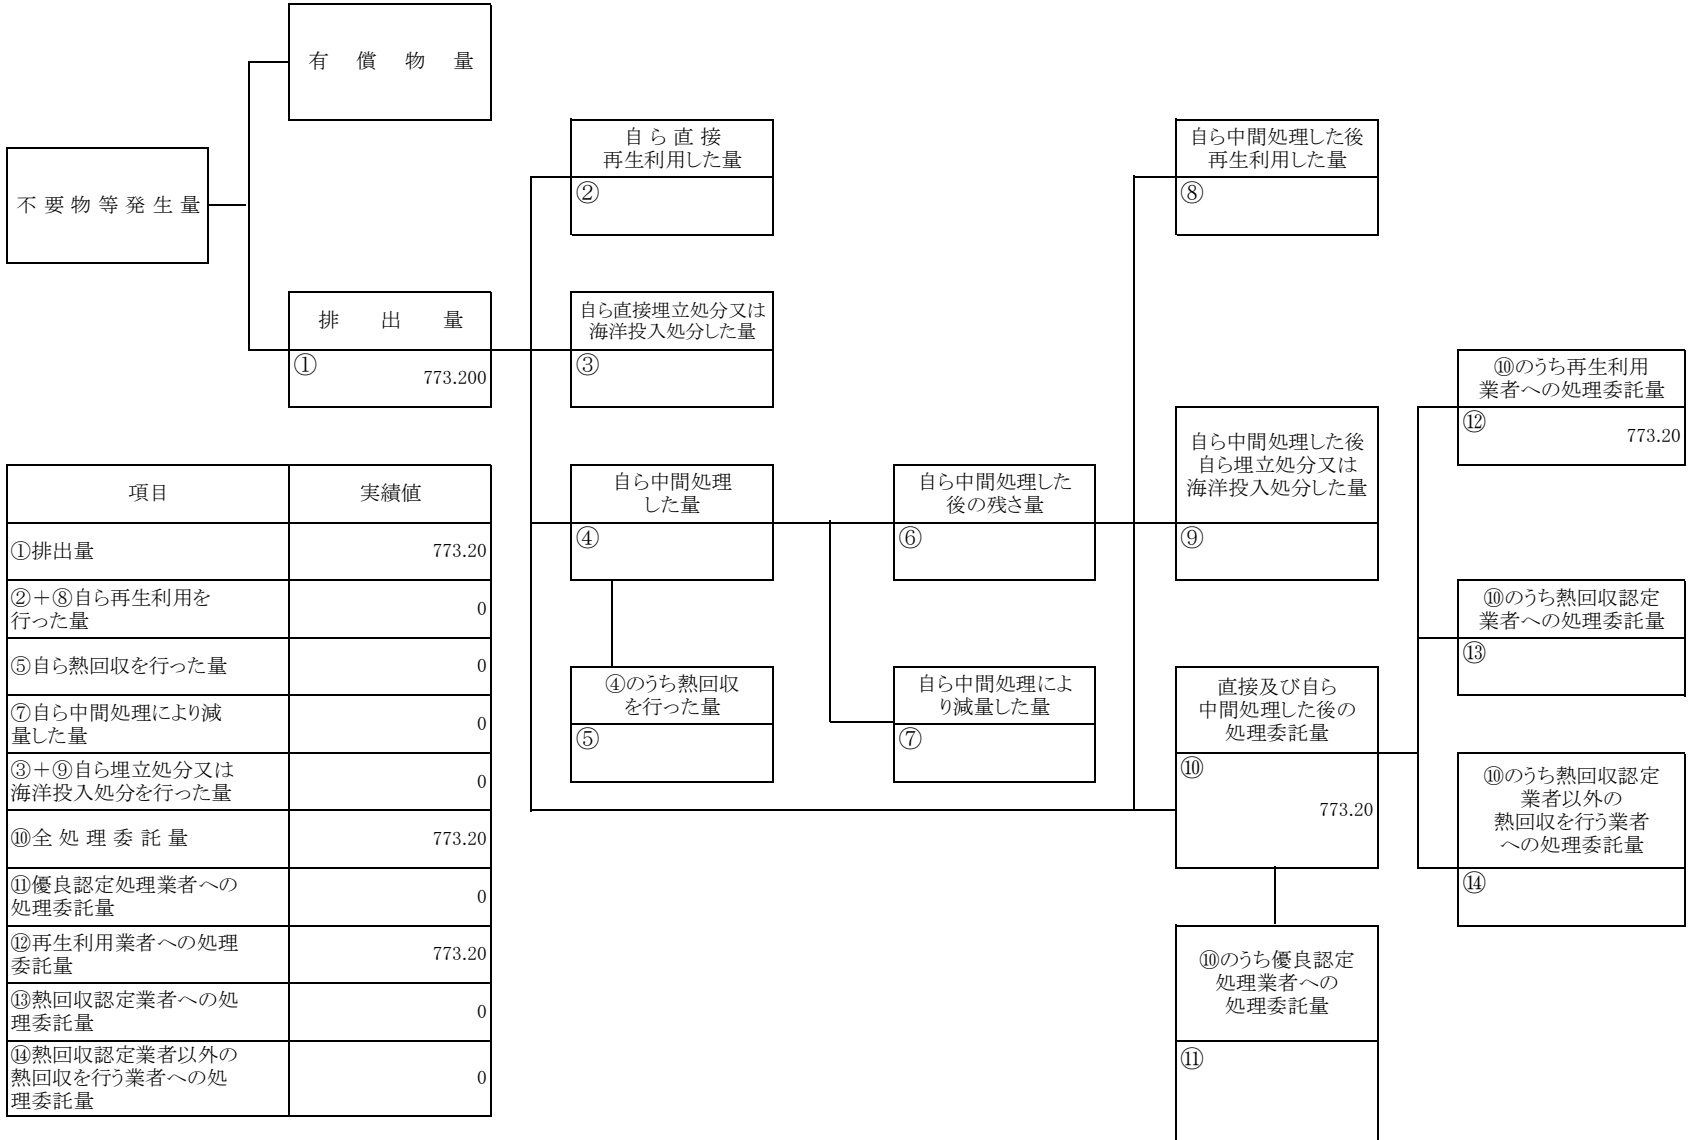 有 償 物 量
不 要 物 等 発 生 量
排 出 量
①
773.200
自 ら 直 接
再生利用した量
②
自ら直接埋立処分又は
海洋投入処分した量
③
自ら中間処理
した量
④
④のうち熱回収
を行った量
⑤
自ら中間処理した
後の残さ量
⑥
自ら中間処理によ
り減量した量
⑦
自ら中間処理した後
再生利用した量
⑧
自ら中間処理した後
自ら埋立処分又は
海洋投入処分した量
⑨
直接及び自ら
中間処理した後の
処理委託量
⑩
773.20
⑩のうち優良認定
処理業者への
処理委託量
⑪
⑩のうち再生利用
業者への処理委託量
⑫
773.20
⑩のうち熱回収認定
業者への処理委託量
⑬
⑩のうち熱回収認定
業者以外の
熱回収を行う業者
への処理委託量
⑭
項目 実績値
①排出量 773.20
②＋⑧自ら再生利用を
行った量 0
⑤自ら熱回収を行った量 0
⑦自ら中間処理により減
量した量 0
③＋⑨自ら埋立処分又は
海洋投入処分を行った量 0
⑩全 処 理 委 託 量 773.20
⑪優良認定処理業者への
処理委託量 0
⑫再生利用業者への処理
委託量 773.20
⑬熱回収認定業者への処
理委託量 0
⑭熱回収認定業者以外の
熱回収を行う業者への処
理委託量 0